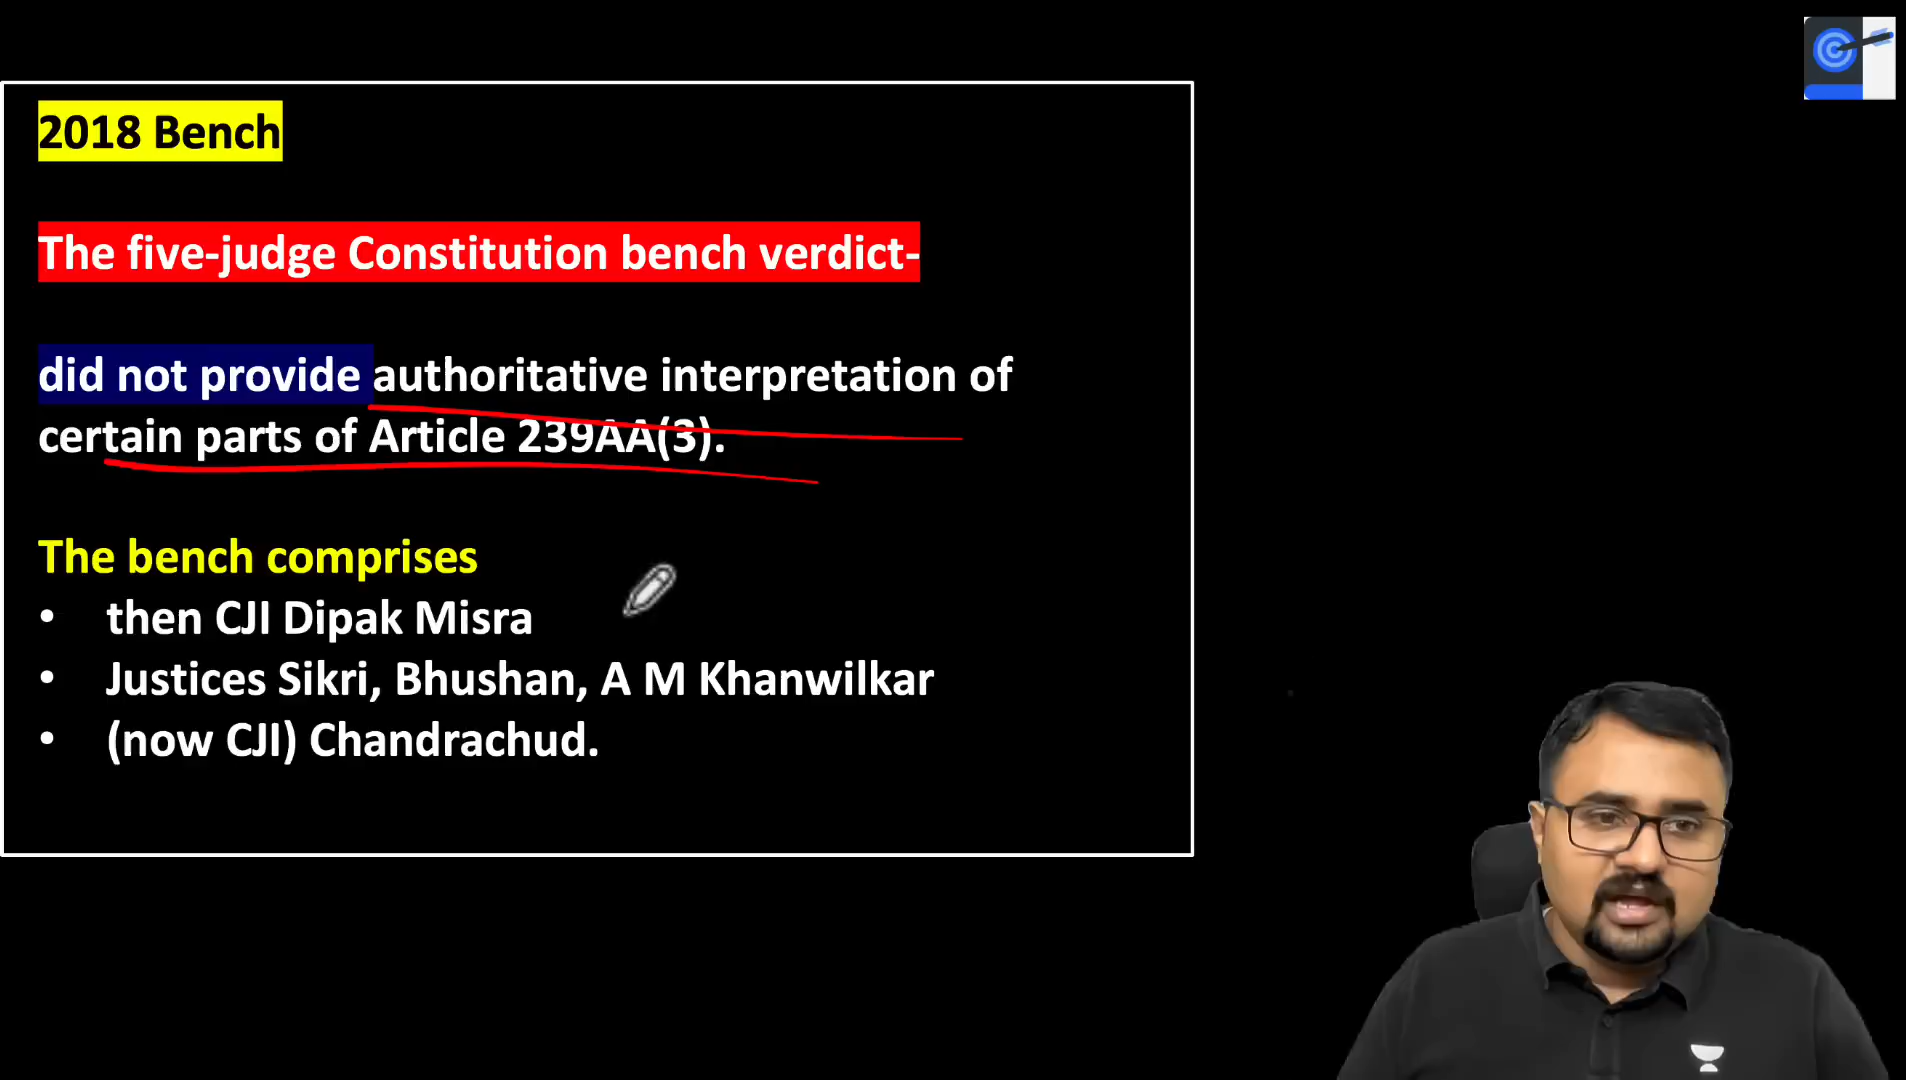 2018 Bench
The five-judge Constitution bench verdict-
did not provide authoritative interpretation of
certain parts of Article 239AA(3).
The bench comprises
• then CJI Dipak Misra
• Justices Sikri, Bhushan, A M Khanwilkar
• (now CJI) Chandrachud.